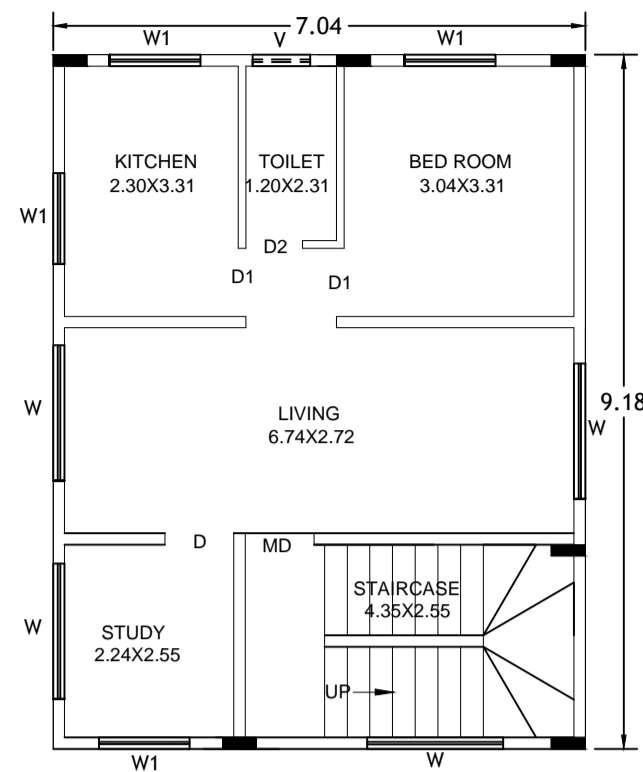 7.04
W1 V W1
KITCHEN
2.30X3.31
TOILET
1.20X2.31
BED ROOM
3.04X3.31
W1
D2
D1 D1
9.18
W
LIVING
6.74X2.72
W
D MD
STAIRCASE
4.35X2.55
W
STUDY
2.24X2.55
UP
W1 W